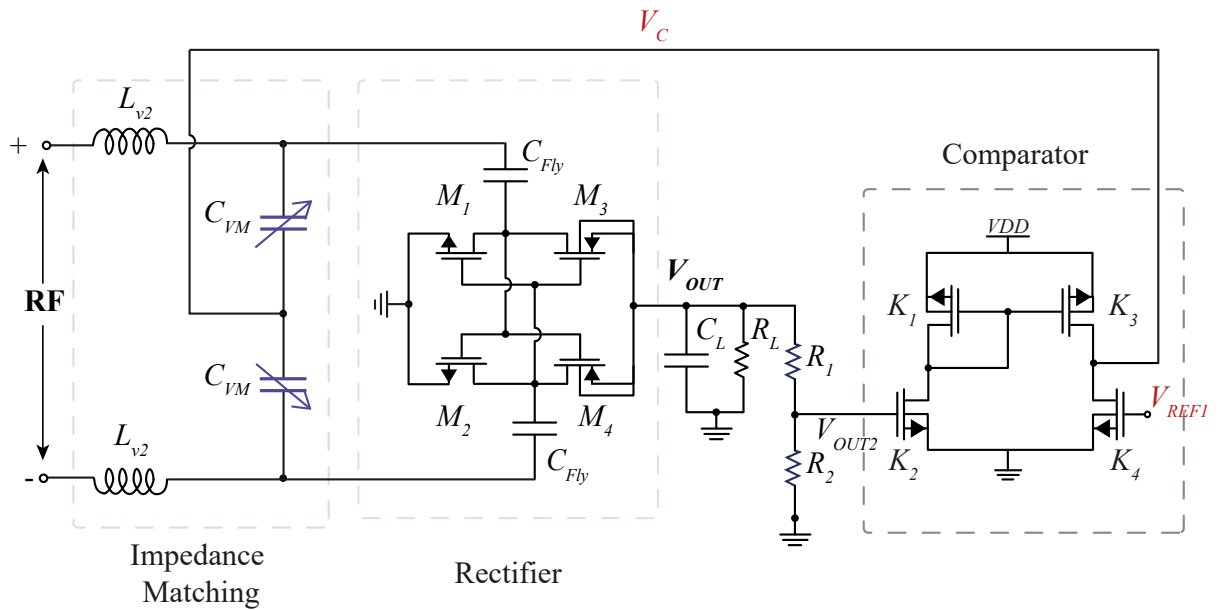 V_C
L_v2
C_Fly
Comparator
+
M_1
M_3
C_VM
VDD
RF
V_OUT
K_1
K_3
C_L
R_L
R_1
C_VM
M_2
M_4
V_OUT2
V_REF1
L_v2
C_Fly
R_2
K_2
K_4
-
Impedance
Matching
Rectifier